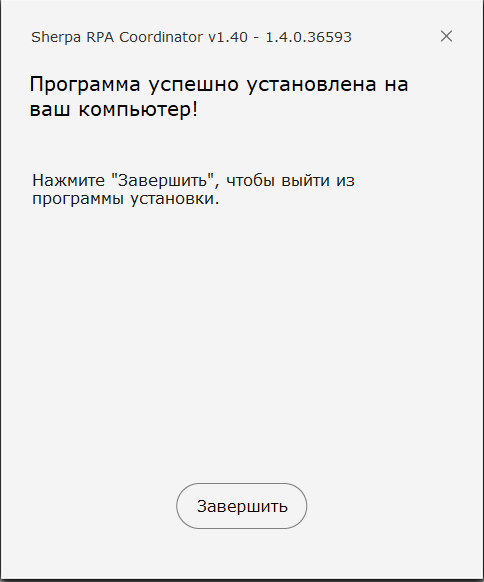 Sherpa RPA Coordinator v1.40 - 1.4.0.36593
Программа успешно установлена на
ваш компьютер!
Нажмите "Завершить", чтобы выйти из
программы установки.
Завершить